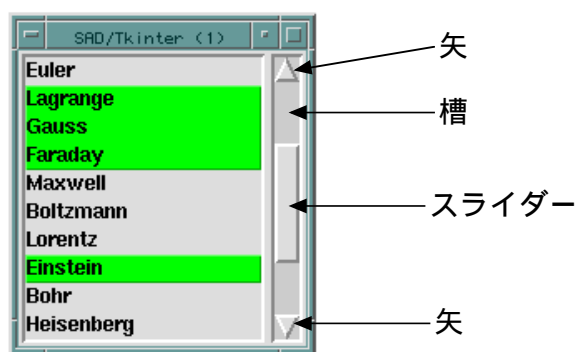 SAD/Tkinter (1)
Euler
Lagrange
Gauss
Faraday
Maxwell
Boltzmann
Lorentz
Einstein
Bohr
Heisenberg
矢
槽
スライダー
矢